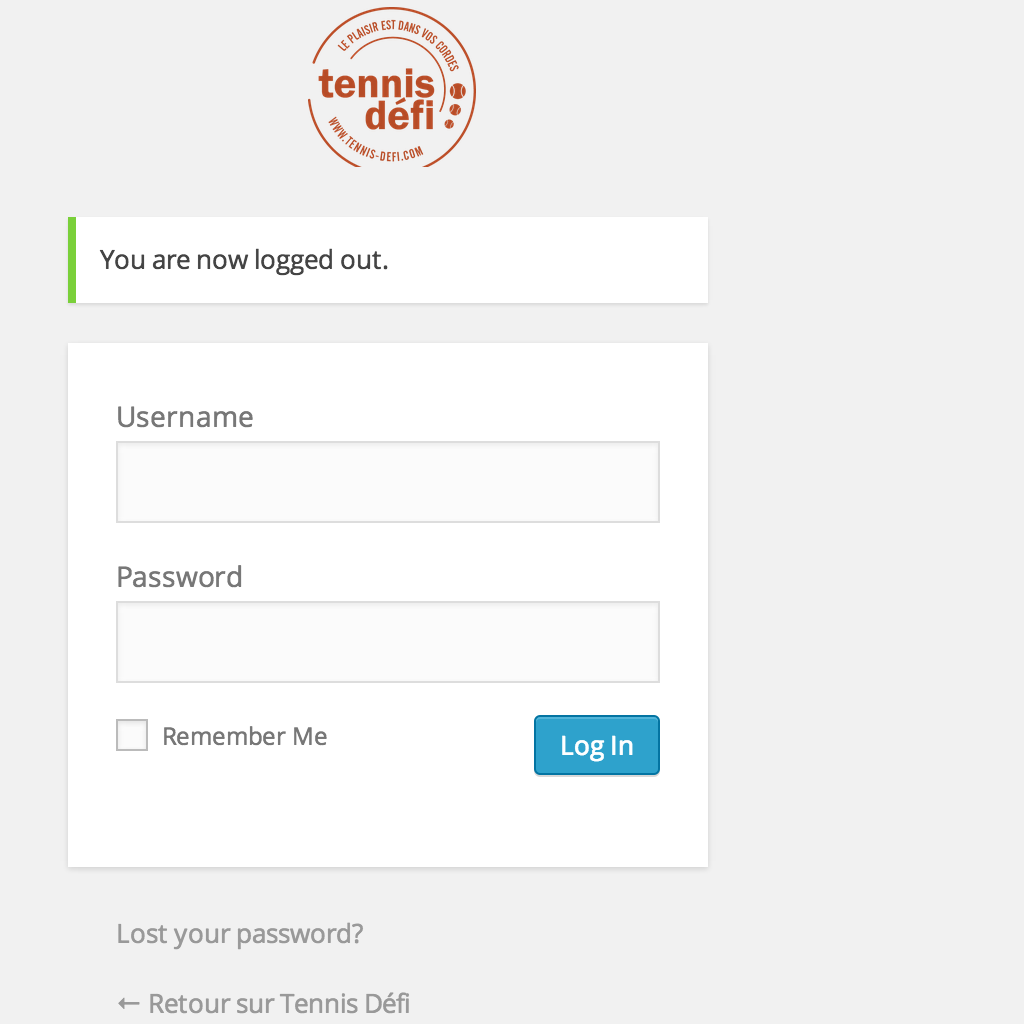 LE PLAISIR EST DANS VOS CORDES
tennis
défi
WWW.TENNIS-DEFI.COM
You are now logged out.
Username
Password
Remember Me
Log In
Lost your password?
← Retour sur Tennis Défi